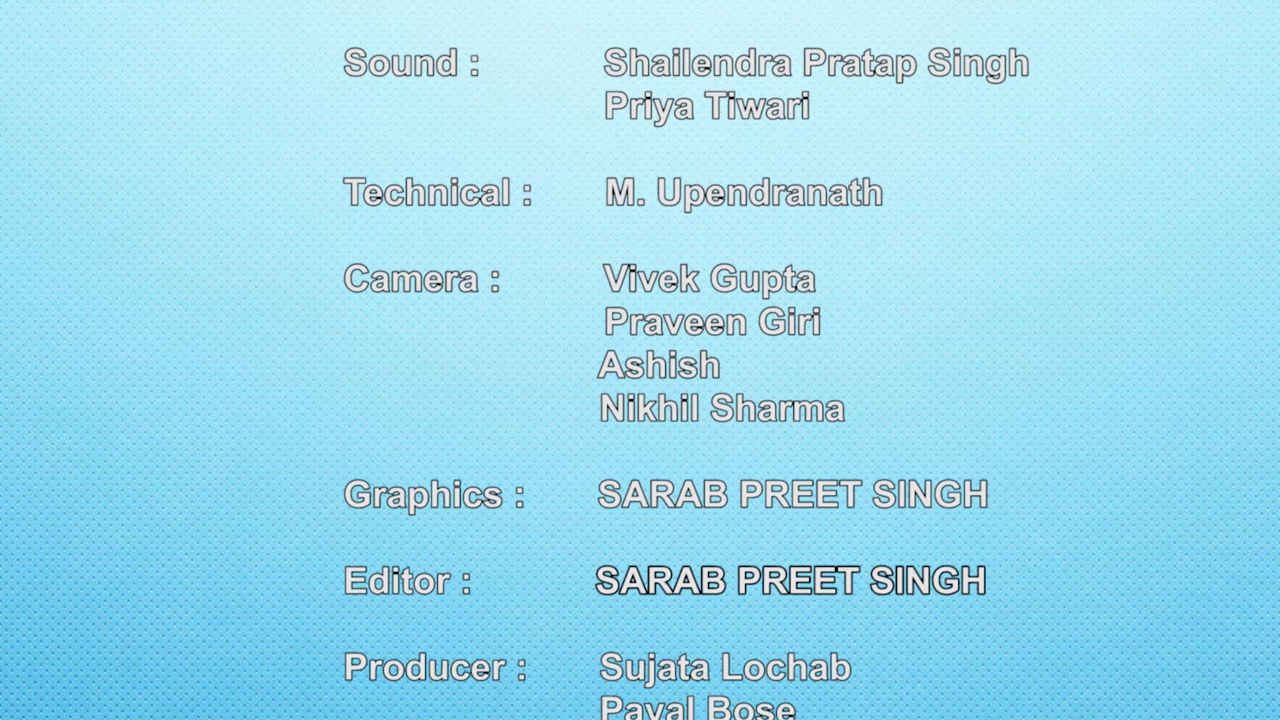 Sound : Shailendra Pratap Singh
Priya Tiwari
Technical : M. Upendranath
Camera : Vivek Gupta
Praveen Giri
Ashish
Nikhil Sharma
Graphics : SARAB PREET SINGH
Editor : SARAB PREET SINGH
Producer : Sujata Lochab
Payal Bose